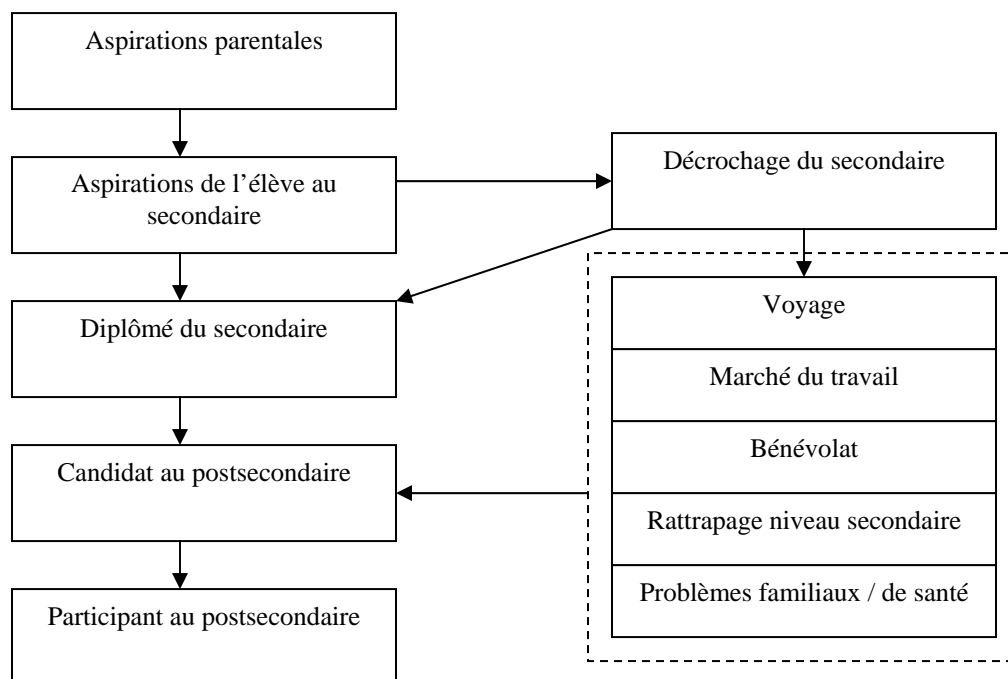 Aspirations parentales
Aspirations de l’élève au
secondaire
Diplômé du secondaire
Candidat au postsecondaire
Participant au postsecondaire
Décrochage du secondaire
Voyage
Marché du travail
Bénévolat
Rattrapage niveau secondaire
Problèmes familiaux / de santé